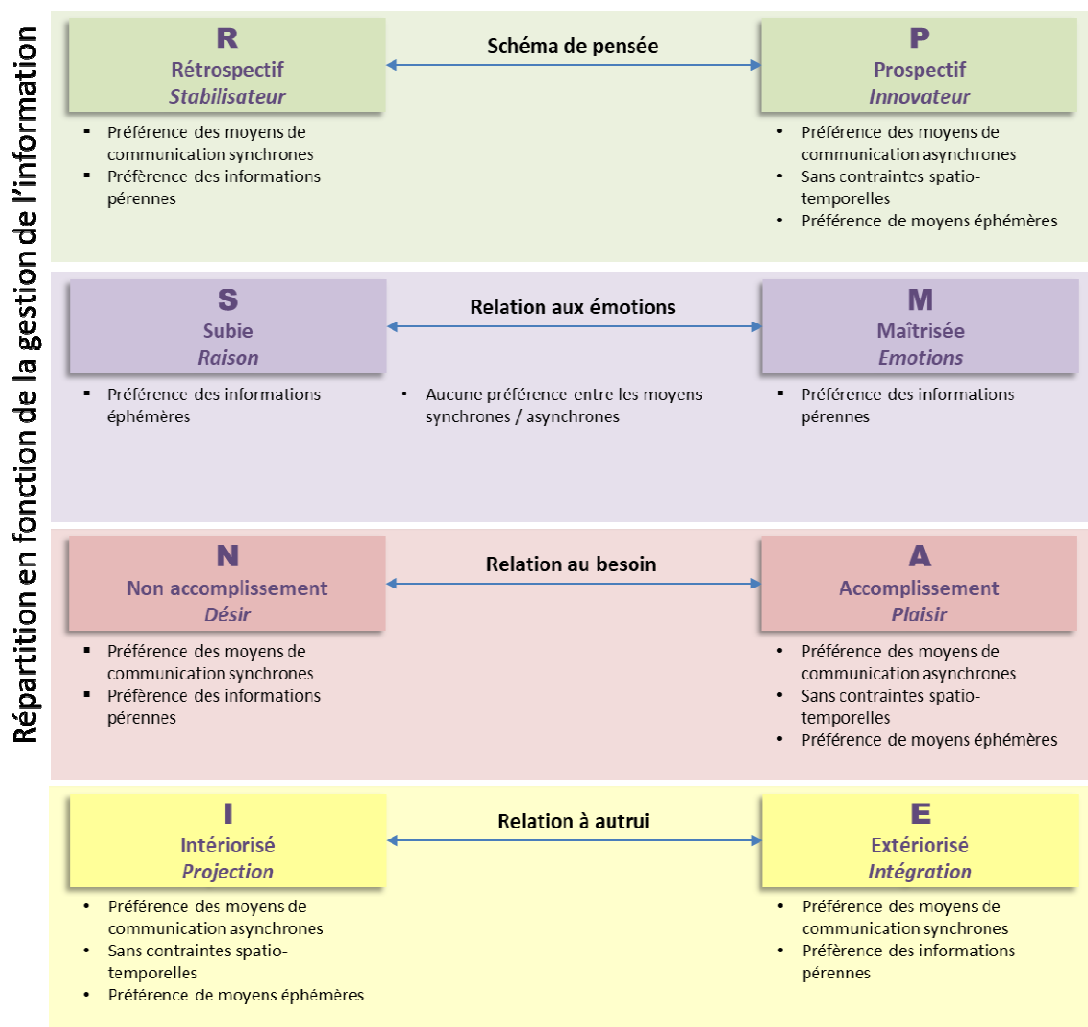 Répartition en fonction de la gestion de l'information
R
Rétrospectif
Stabilisateur
Schéma de pensée
P
Prospectif
Innovateur
Préférence des moyens de
communication synchrones
Préférence des informations
pérennes
Préférence des moyens de
communication asynchrones
Sans contraintes spatio-
temporelles
Préférence de moyens éphémères
S
Subie
Raison
Relation aux émotions
M
Maîtrisée
Emotions
Préférence des informations
éphémères
Aucune préférence entre les moyens
synchrones / asynchrones
Préférence des informations
pérennes
N
Non accomplissement
Désir
Relation au besoin
A
Accomplissement
Plaisir
Préférence des moyens de
communication synchrones
Préférence des informations
pérennes
Préférence des moyens de
communication asynchrones
Sans contraintes spatio-
temporelles
Préférence de moyens éphémères
I
Intériorisé
Projection
Relation à autrui
E
Extériorisé
Intégration
Préférence des moyens de
communication asynchrones
Sans contraintes spatio-
temporelles
Préférence de moyens éphémères
Préférence des moyens de
communication synchrones
Préférence des informations
pérennes